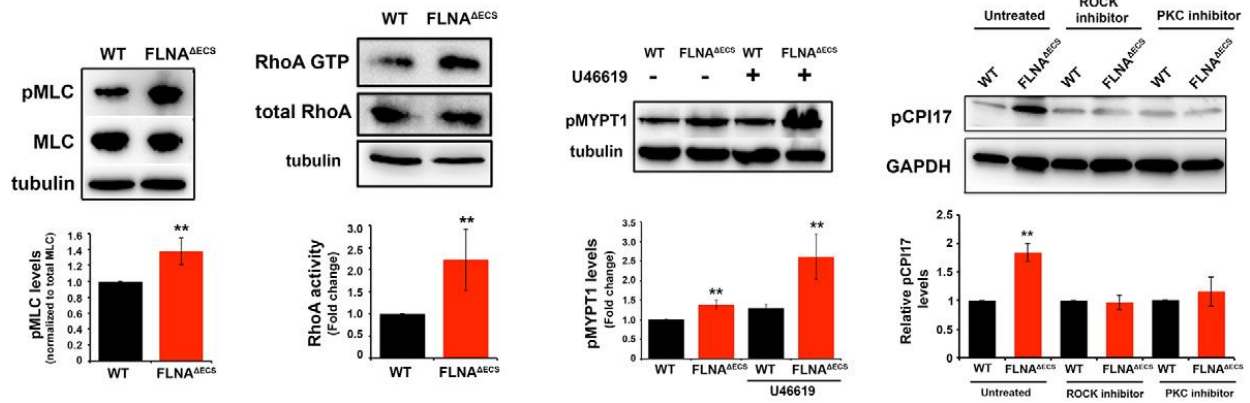 WT FLNAΔECS
pMLC
MLC
tubulin
pMLC levels
(normalized to total MLC)
1.6
1.4
1.2
1.0
0.8
0.6
0.4
0.2
0
**
WT FLNAΔECS
WT FLNAΔECS
RhoA GTP
total RhoA
tubulin
RhoA activity
(Fold change)
3.0
2.5
2.0
1.5
1.0
0.5
0.0
**
WT FLNAΔECS
WT FLNAΔECS WT FLNAΔECS
U46619 - - + +
pMYPT1
tubulin
pMYPT1 levels
(Fold change)
3.5
3.0
2.5
2.0
1.5
1.0
0.5
0.0
**
**
WT FLNAΔECS WT FLNAΔECS
U46619
Untreated ROCK inhibitor PKC inhibitor
WT FLNAΔECS WT FLNAΔECS WT FLNAΔECS
pCPI17
GAPDH
Relative pCPI17
levels
2.5
2
1.5
1
0.5
0
**
WT FLNAΔECS WT FLNAΔECS WT FLNAΔECS
Untreated ROCK inhibitor PKC inhibitor